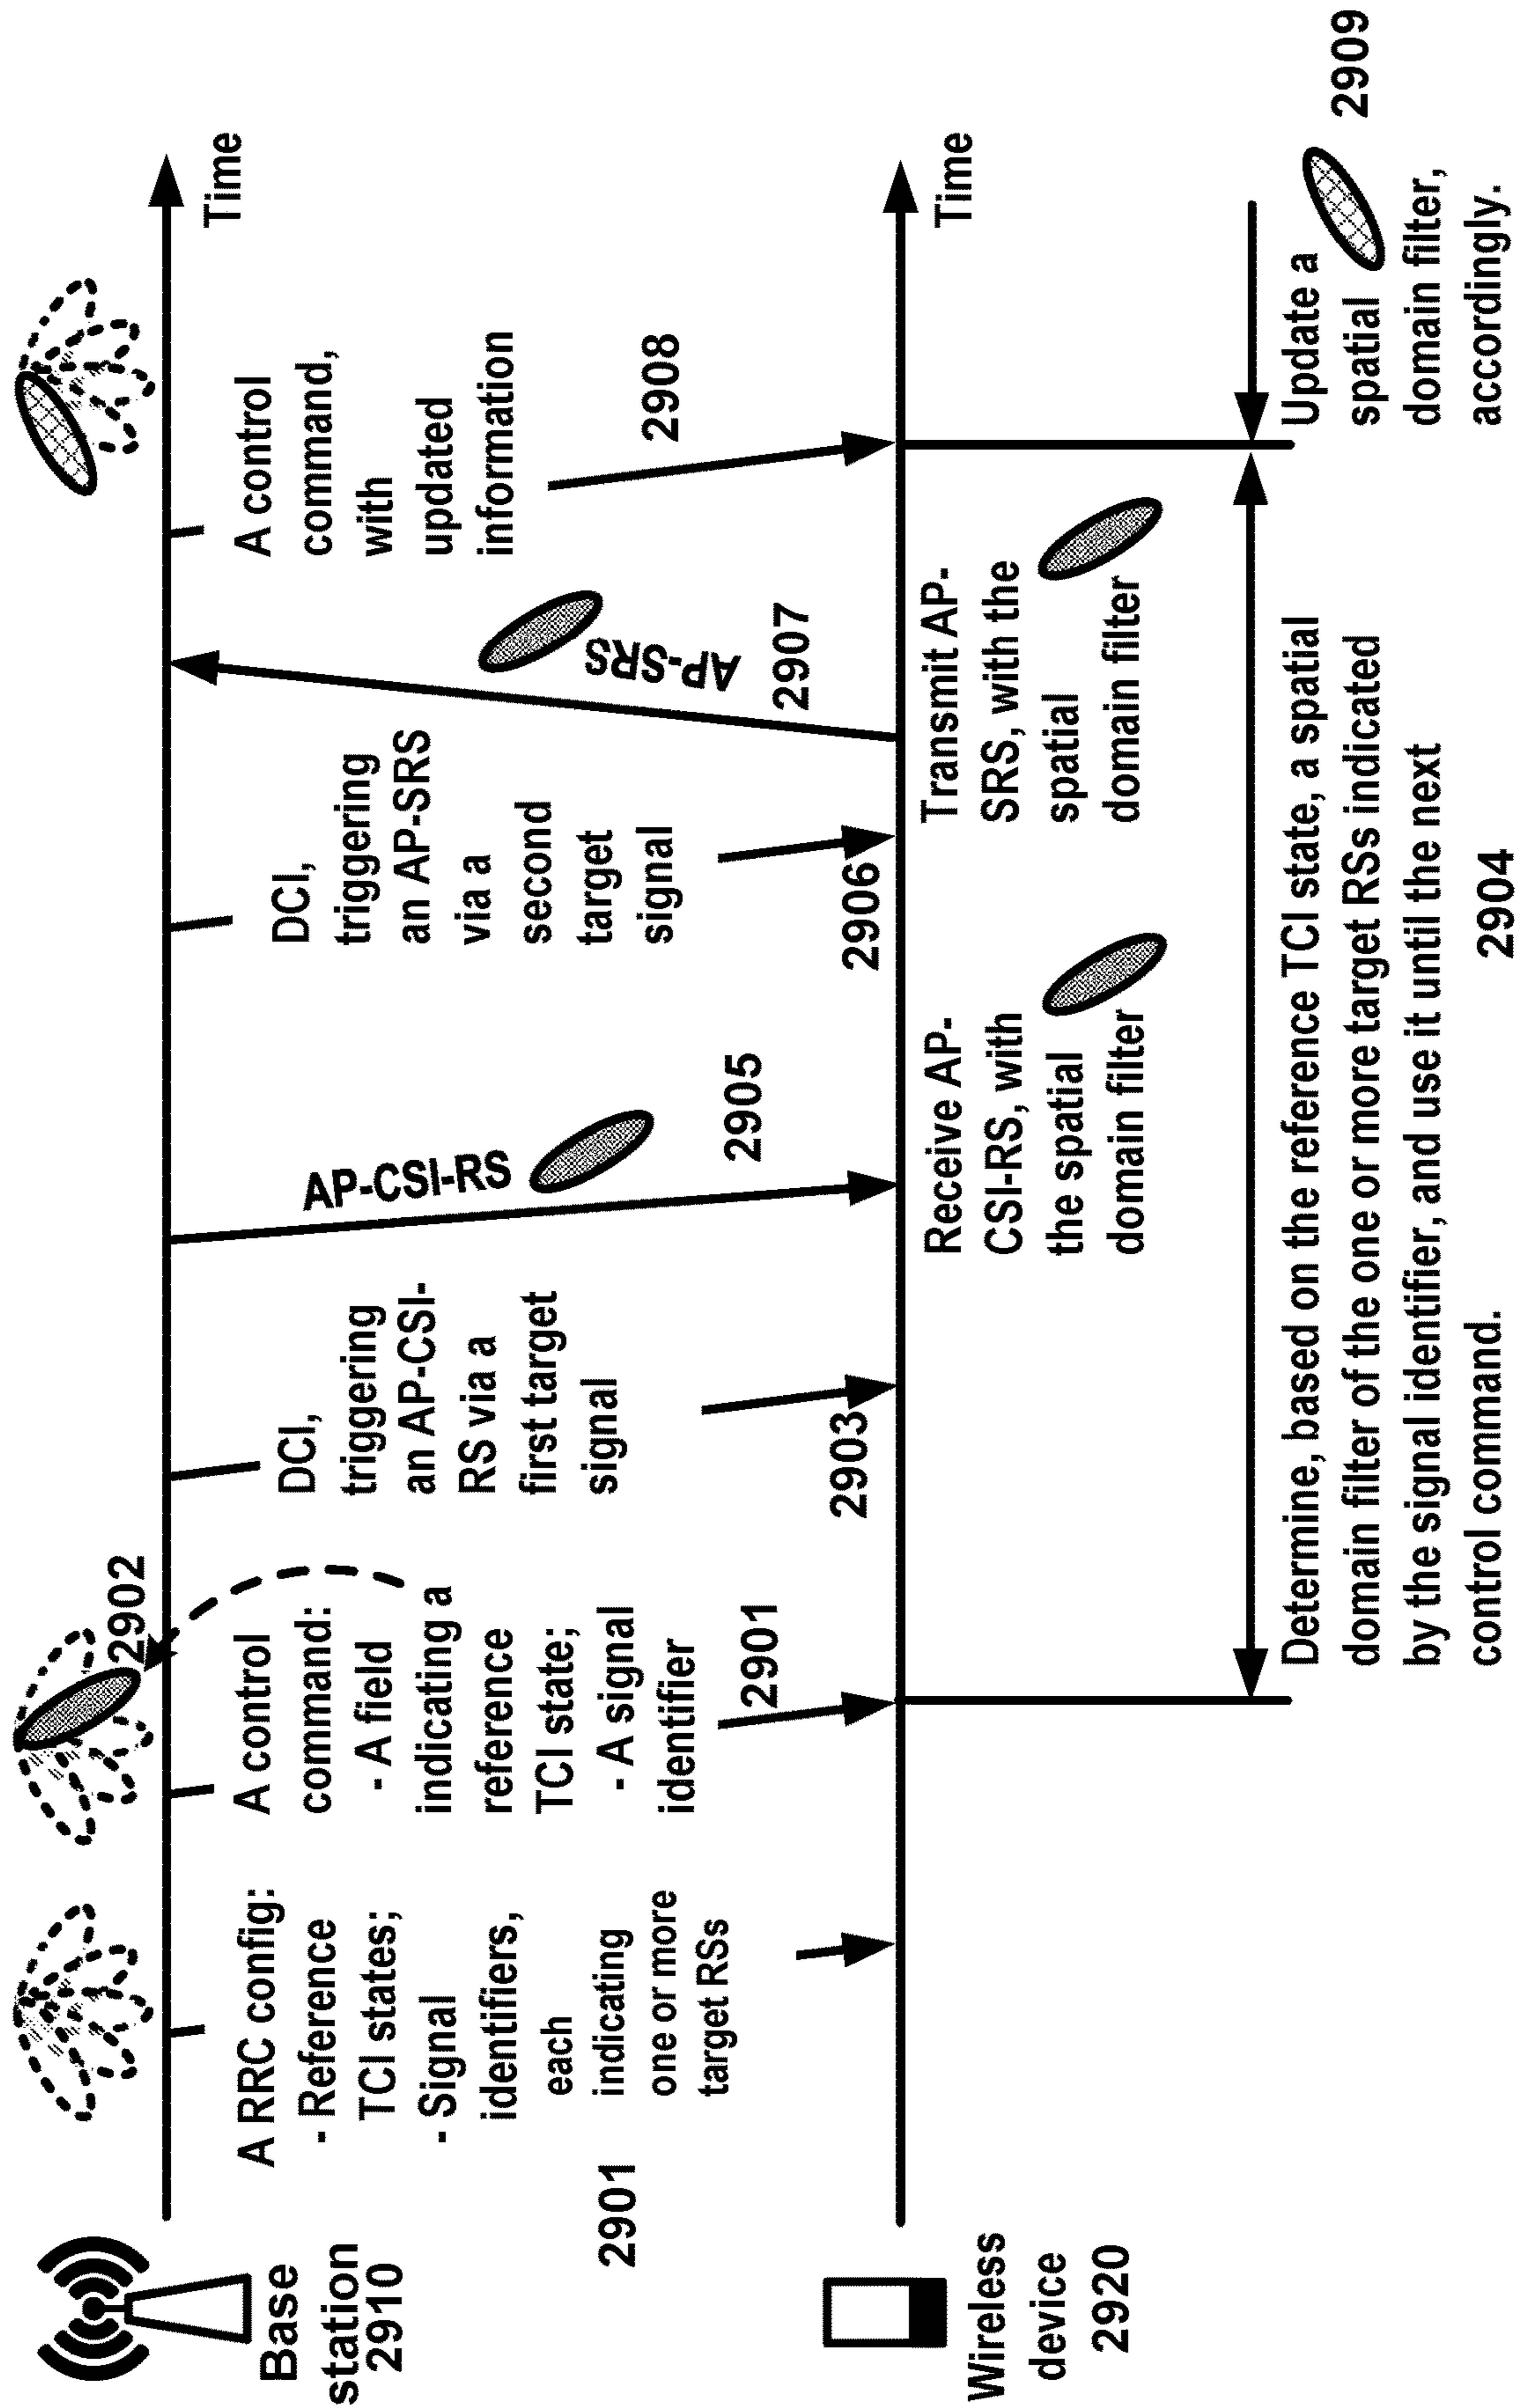 Base
station
2910
A RRC config:
- Reference
TCI states;
- Signal
identifiers,
each
indicating
one or more
target RSs
2901
2902
A control
command:
- A field
indicating a
reference
TCI state;
- A signal
identifier
2901
DCI,
triggering
an AP-CSI-
RS via a
first target
signal
2903
AP-CSI-RS
2905
DCI,
triggering
an AP-SRS
via a
second
target
signal
2906
AP-SRS
2907
A control
command,
with
updated
information
2908
Time
Wireless
device
2920
Receive AP-
CSI-RS, with
the spatial
domain filter
Transmit AP-
SRS, with the
spatial
domain filter
Time
Determine, based on the reference TCI state, a spatial
domain filter of the one or more target RSs indicated
by the signal identifier, and use it until the next
control command.
2904
Update a
spatial
domain filter,
accordingly.
2909